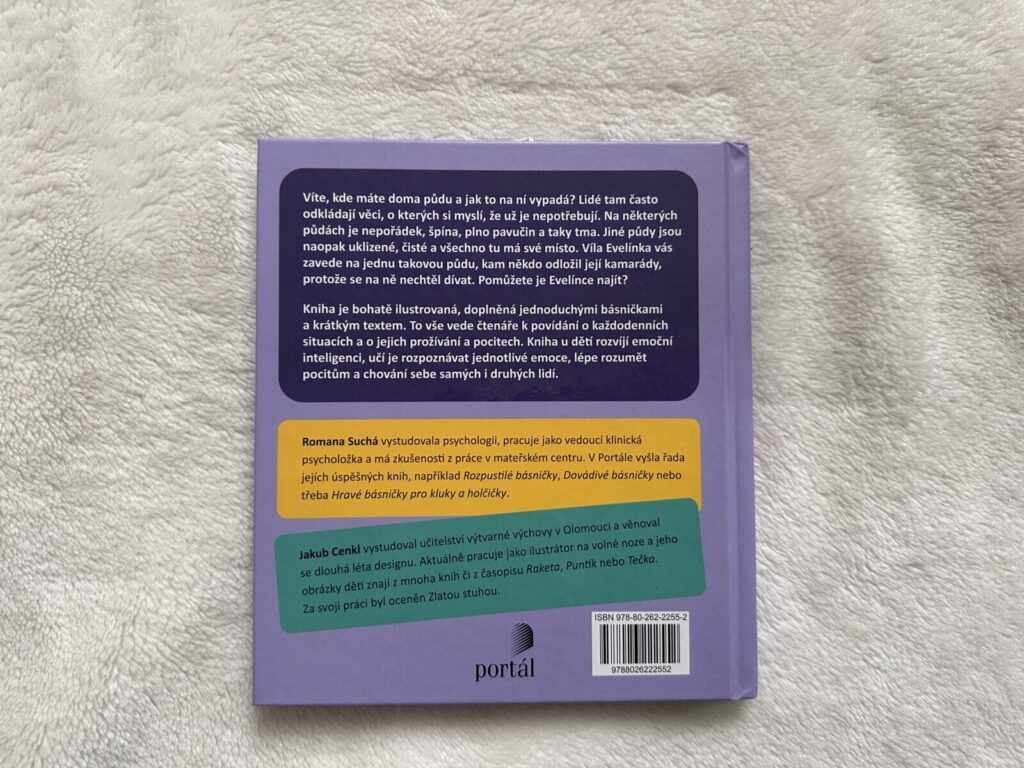 Víte, kde máte doma půdu a jak to na ní vypadá? Lidé tam často
odkládají věci, o kterých si myslí, že už je nepotřebují. Na některých
půdách je nepořádek, špína, plno pavučin a taky tma. Jiné půdy jsou
naopak uklizené, čisté a všechno tu má své místo. Víla Evelínka vás
zavede na jednu takovou půdu, kam někdo odložil její kamarády,
protože se na ně nechtěl dívat. Pomůžete je Evelínce najít?
Kniha je bohatě ilustrovaná, doplněná jednoduchými básničkami
a krátkým textem. To vše vede čtenáře k povídání o každodenních
situacích a o jejich prožívání a pocitech. Kniha u dětí rozvíjí emoční
inteligenci, učí je rozpoznávat jednotlivé emoce, lépe rozumět
pocitům a chování sebe samých i druhých lidí.
Romana Suchá vystudovala psychologii, pracuje jako vedoucí klinická
psycholožka a má zkušenosti z práce v mateřském centru. V Portále vyšla řada
jejích úspěšných knih, například Rozpustilé básničky, Dovádivé básničky nebo
třeba Hravé básničky pro kluky a holčičky.
Jakub Cenkl vystudoval učitelství výtvarné výchovy v Olomouci a věnoval
se dlouhá léta designu. Aktuálně pracuje jako ilustrátor na volné noze a jeho
obrázky děti znají z mnoha knih či z časopisu Raketa, Puntík nebo Tečka.
Za svoji práci byl oceněn Zlatou stuhou.
ISBN 978-80-262-2255-2
9788026222552
portál